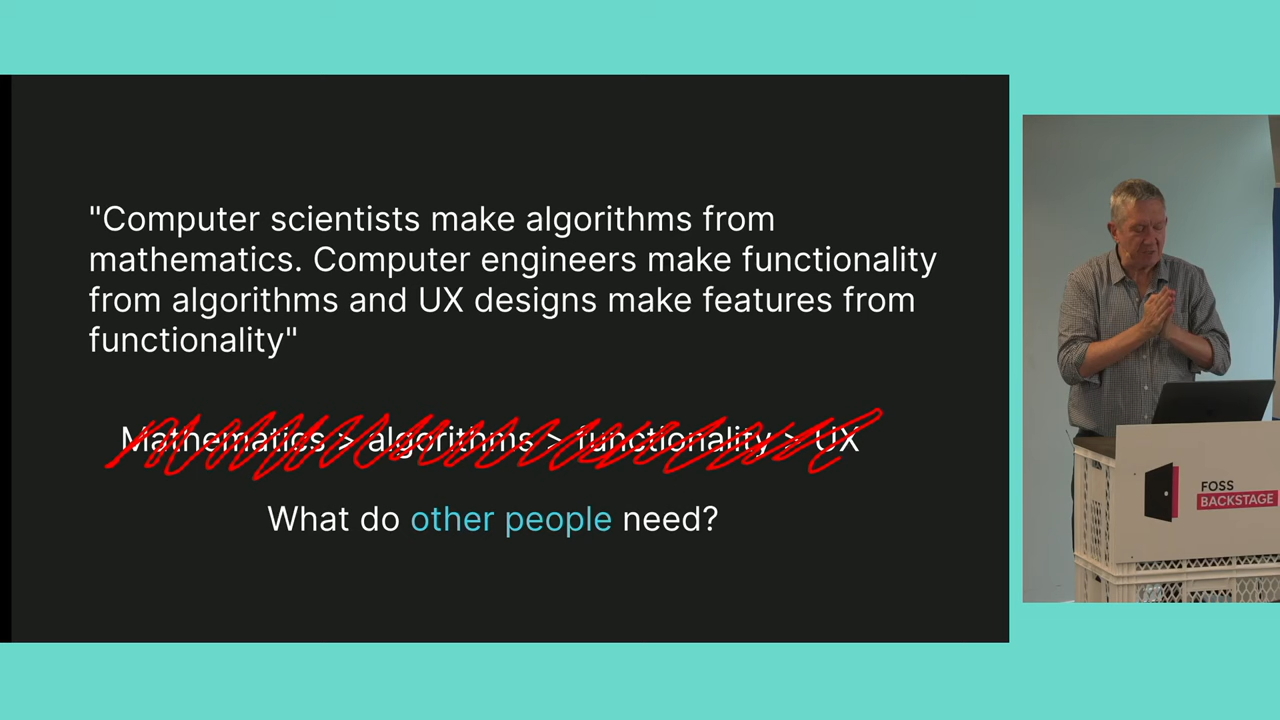 "Computer scientists make algorithms from
mathematics. Computer engineers make functionality
from algorithms and UX designs make features from
functionality"
Mathematics > algorithms > functionality > UX
What do other people need?
FOSS
BACKSTAGE